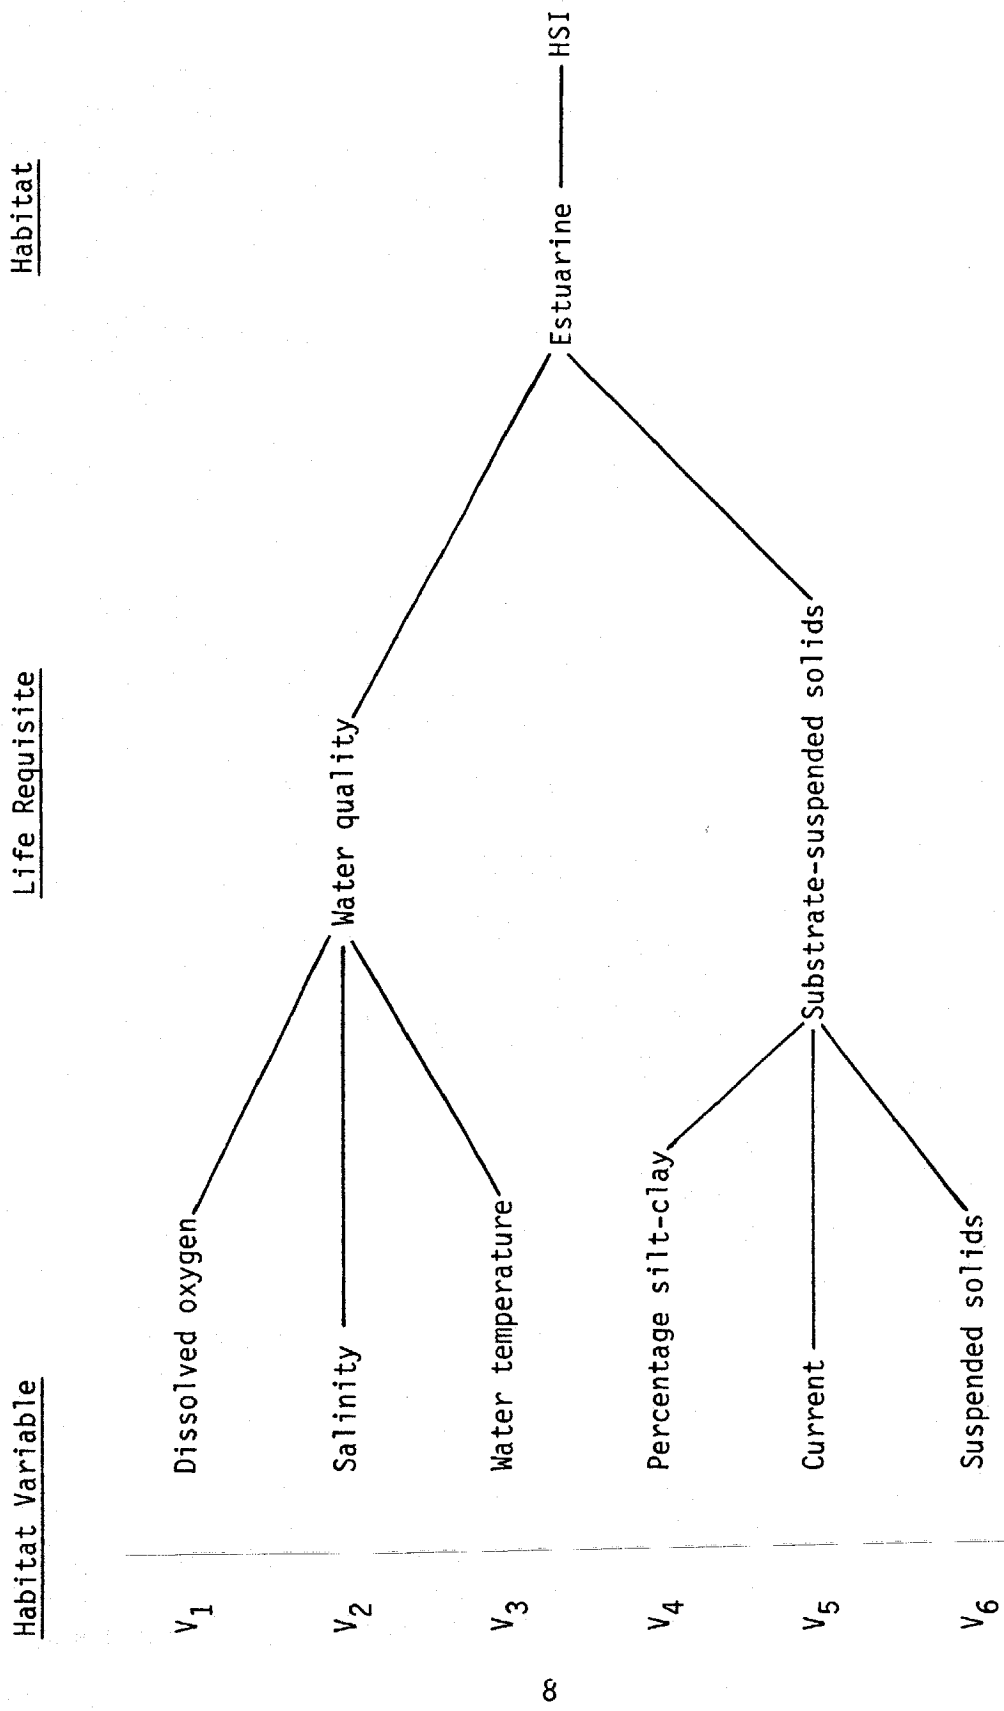 Habitat Variable Life Requisite Habitat
V1 Dissolved oxygen
V2 Salinity Water quality
V3 Water temperature
Estuarine HSI
V4 Percentage silt-clay
V5 Current Substrate-suspended solids
V6 Suspended solids
8